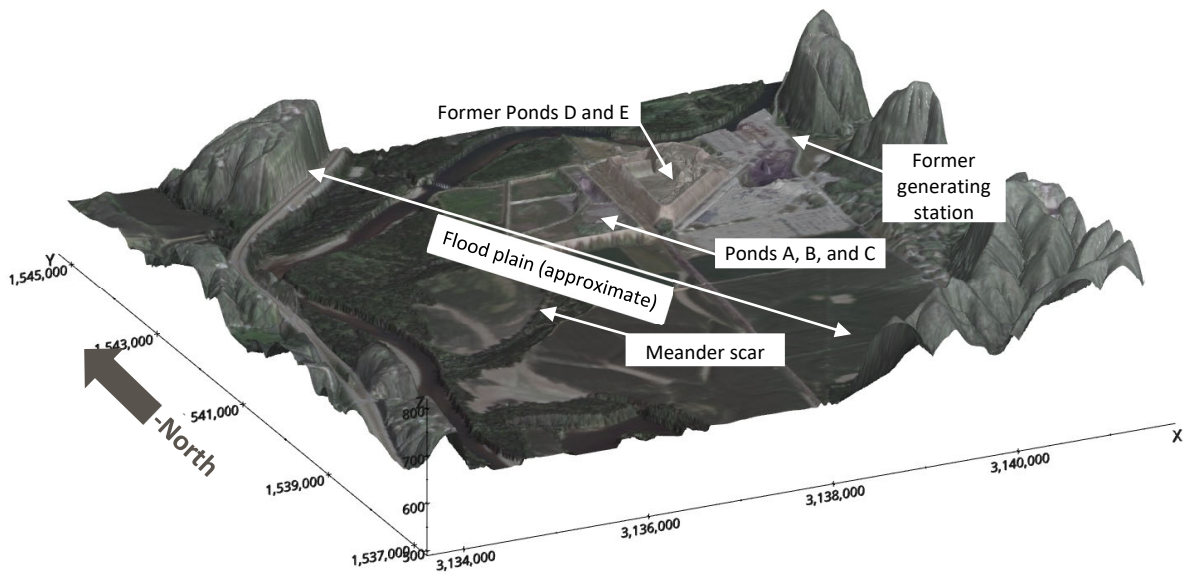 Former Ponds D and E
Former
generating
station
Ponds A, B, and C
Flood plain (approximate)
Meander scar
Y
1,545,000
1,543,000
541,000
1,539,000
1,537,000
-North
Z
800
700
600
500
3,134,000
3,136,000
3,138,000
3,140,000
X